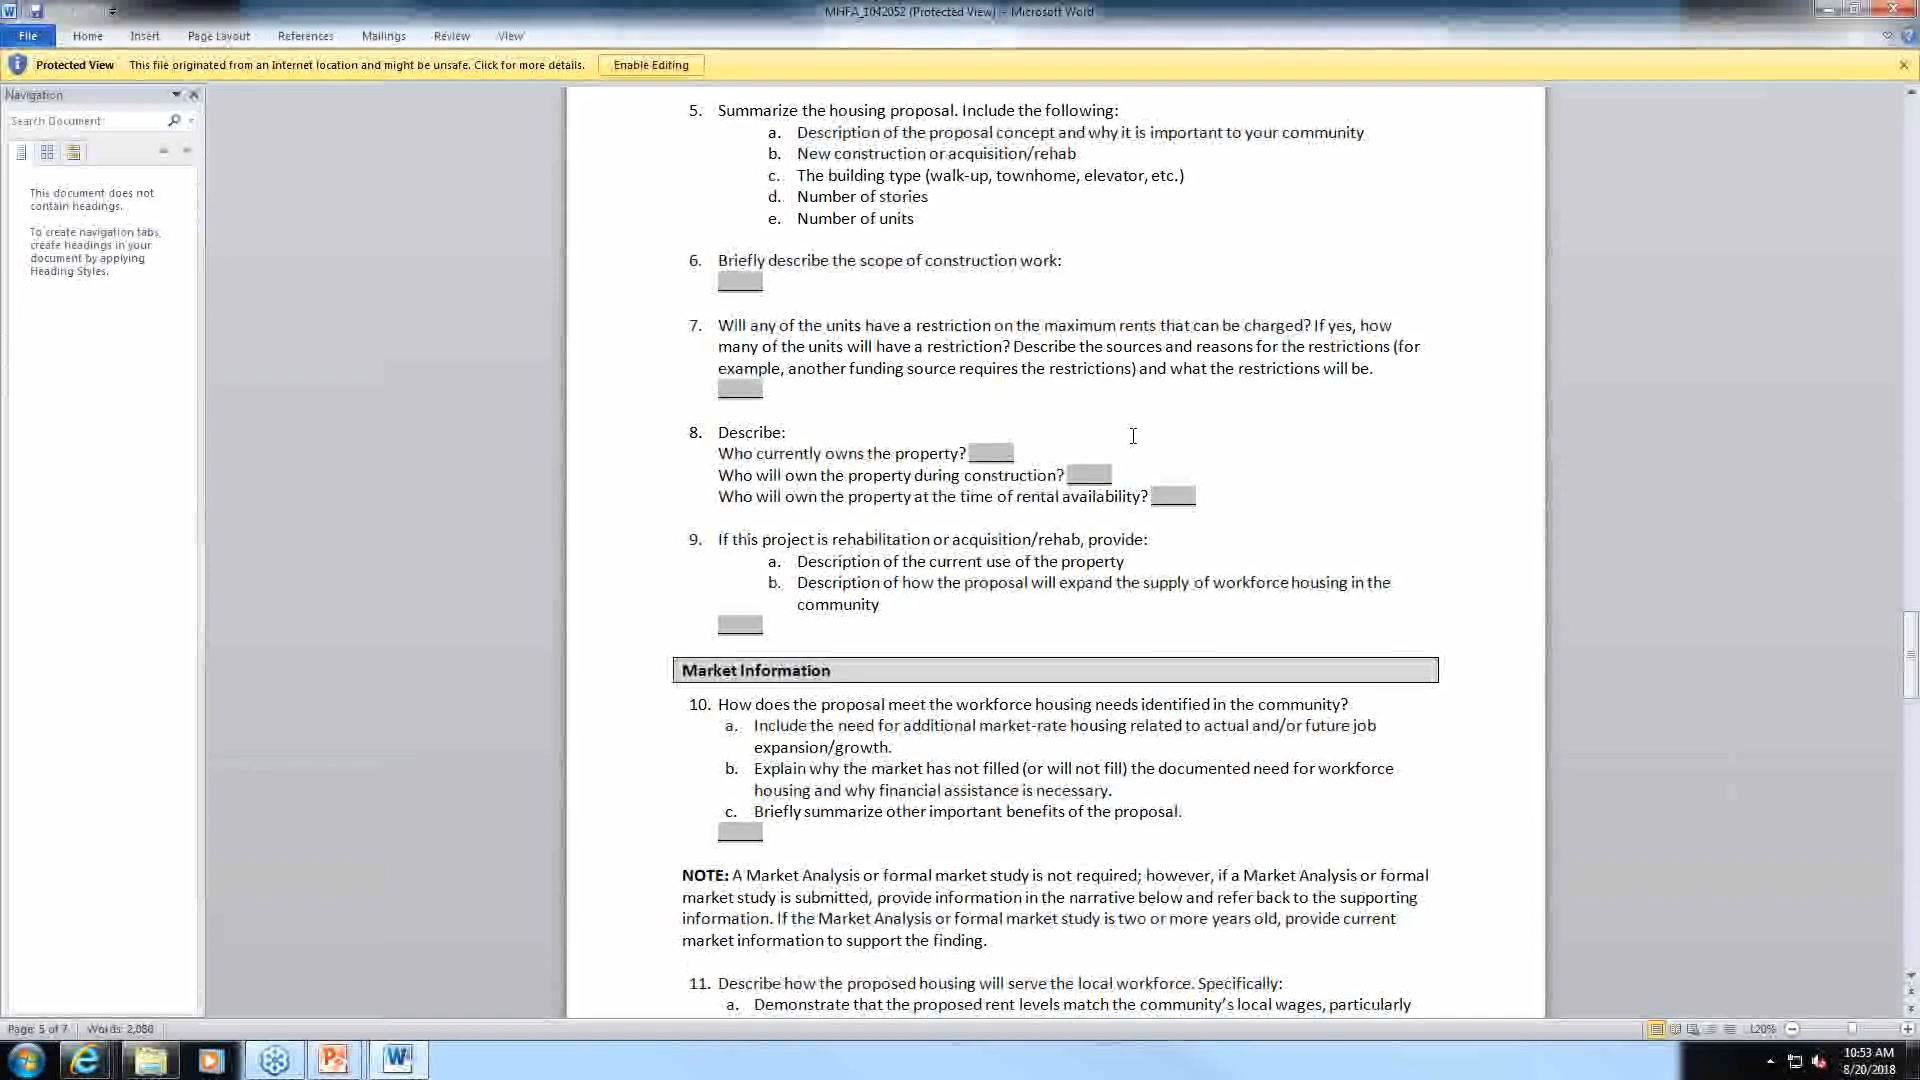 MHFA_1042052 (Protected View) - Microsoft Word
File Home Insert Page Layout References Mailings Review View
Protected View This file originated from an Internet location and might be unsafe. Click for more details. Enable Editing
Navigation
Search Document
This document does not
contain headings.
To create navigation tabs,
create headings in your
document by applying
Heading Styles.
5. Summarize the housing proposal. Include the following:
a. Description of the proposal concept and why it is important to your community
b. New construction or acquisition/rehab
c. The building type (walk-up, townhome, elevator, etc.)
d. Number of stories
e. Number of units
6. Briefly describe the scope of construction work:
7. Will any of the units have a restriction on the maximum rents that can be charged? If yes, how
many of the units will have a restriction? Describe the sources and reasons for the restrictions (for
example, another funding source requires the restrictions) and what the restrictions will be.
8. Describe:
Who currently owns the property?
Who will own the property during construction?
Who will own the property at the time of rental availability?
9. If this project is rehabilitation or acquisition/rehab, provide:
a. Description of the current use of the property
b. Description of how the proposal will expand the supply of workforce housing in the
community
Market Information
10. How does the proposal meet the workforce housing needs identified in the community?
a. Include the need for additional market-rate housing related to actual and/or future job
expansion/growth.
b. Explain why the market has not filled (or will not fill) the documented need for workforce
housing and why financial assistance is necessary.
c. Briefly summarize other important benefits of the proposal.
NOTE: A Market Analysis or formal market study is not required; however, if a Market Analysis or formal
market study is submitted, provide information in the narrative below and refer back to the supporting
information. If the Market Analysis or formal market study is two or more years old, provide current
market information to support the finding.
11. Describe how the proposed housing will serve the local workforce. Specifically:
a. Demonstrate that the proposed rent levels match the community's local wages, particularly
Page: 5 of 7 Words: 2,080 120%
10:53 AM
8/20/2018